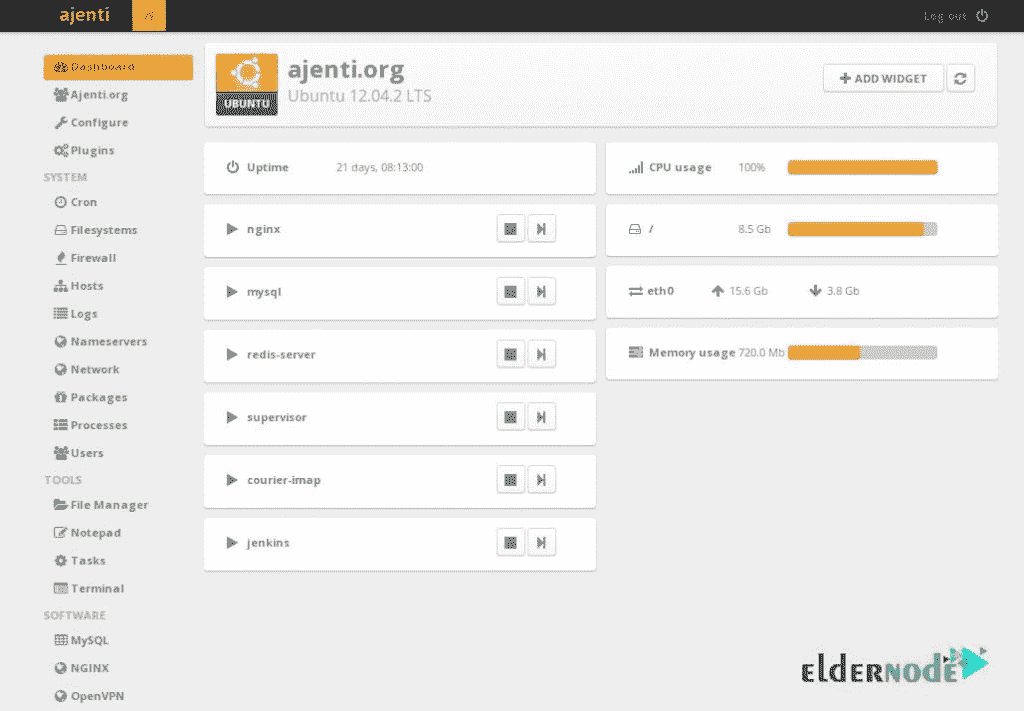 ajenti
Log out
Dashboard
Ajenti.org
Configure
Plugins
SYSTEM
Cron
Filesystems
Firewall
Hosts
Logs
Nameservers
Network
Packages
Processes
Users
TOOLS
File Manager
Notepad
Tasks
Terminal
SOFTWARE
MySQL
NGINX
OpenVPN
UBUNTU
ajenti.org
Ubuntu 12.04.2 LTS
ADD WIDGET
Uptime 21 days, 08:13:00
nginx
mysql
redis-server
supervisor
courier-imap
jenkins
CPU usage 100%
/ 8.5 Gb
eth0 15.6 Gb 3.8 Gb
Memory usage 720.0 Mb
ELDERNODE